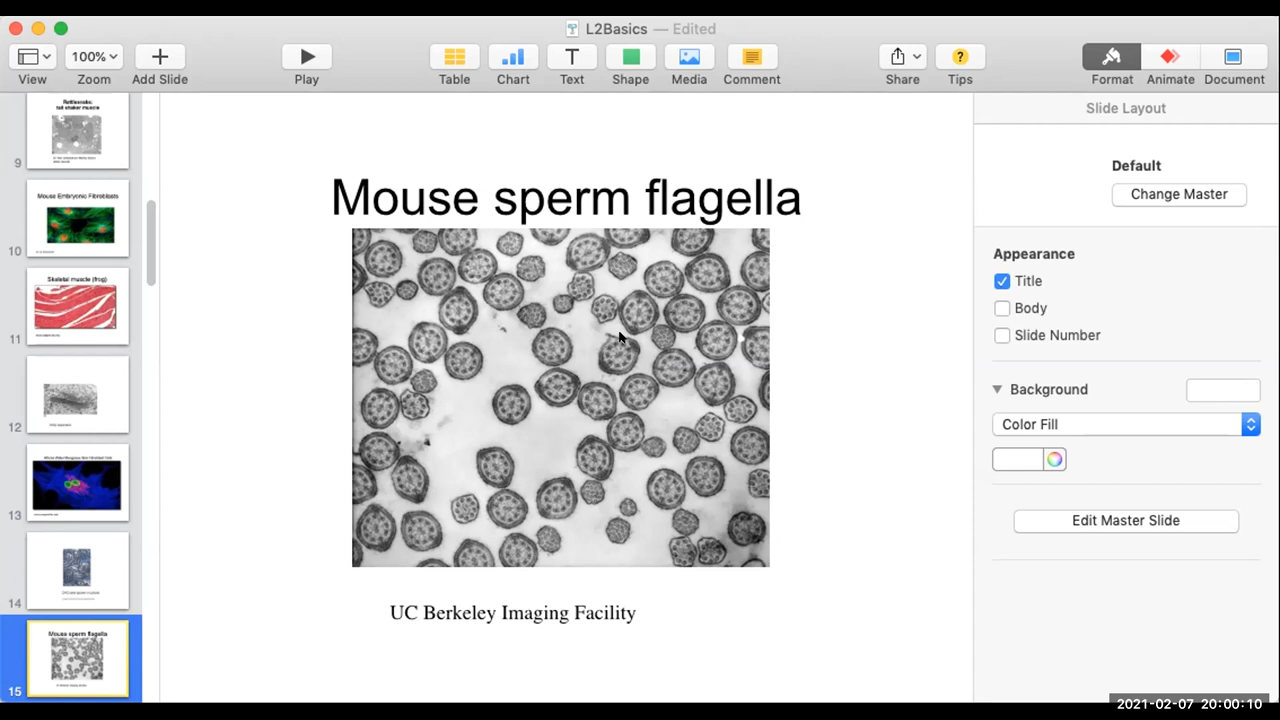 L2Basics — Edited
View
100%
Zoom
Add Slide
Play
Table
Chart
Text
Shape
Media
Comment
Share
Tips
Format
Animate
Document
Slide Layout
Default
Change Master
Appearance
Title
Body
Slide Number
Background
Color Fill
Edit Master Slide
Rattlesnake:
tail shaker muscle
9
Mouse Embryonic Fibroblasts
10
Skeletal muscle (frog)
11
12
13
14
Mouse sperm flagella
15
Mouse sperm flagella
UC Berkeley Imaging Facility
2021-02-07 20:00:10